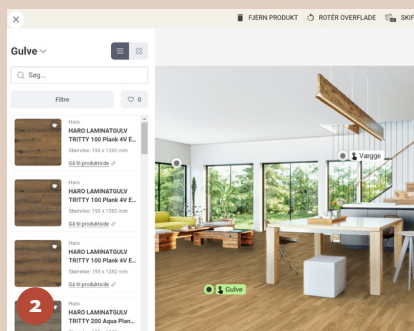 FJERN PRODUKT
ROTÉR OVERFLADE
SKIF
Gulve
Søg...
Filtre
0
Haro
HARO LAMINATGULV
TRITTY 100 Plank 4V E...
Størrelse: 193 x 1282 mm
Gå til produktside
Haro
HARO LAMINATGULV
TRITTY 100 Plank 4V E...
Størrelse: 193 x 1282 mm
Gå til produktside
Haro
HARO LAMINATGULV
TRITTY 100 Plank 4V E...
Størrelse: 193 x 1282 mm
Gå til produktside
Haro
HARO LAMINATGULV
TRITTY 200 Aqua Plan...
Vægge
Gulve
2